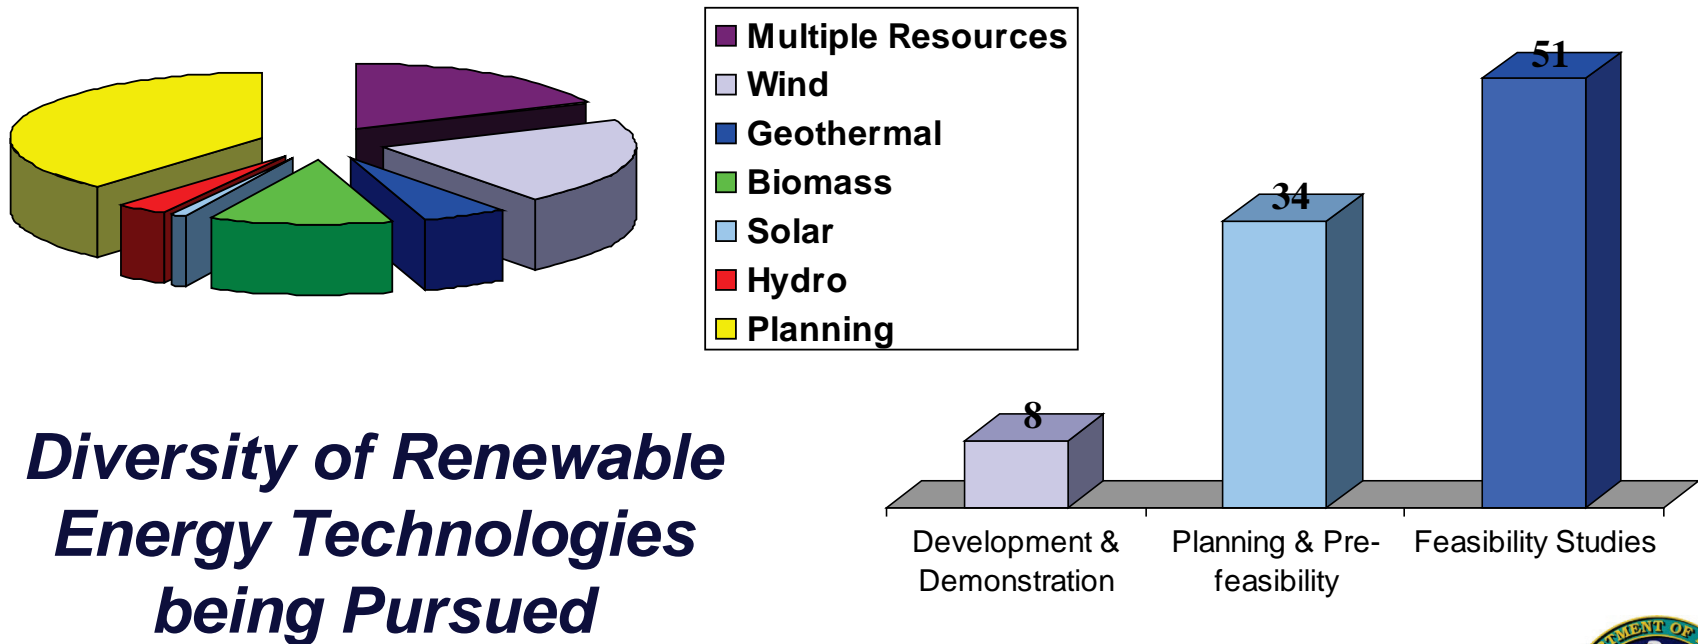 Multiple Resources
Wind
Geothermal
Biomass
Solar
Hydro
Planning
51
34
8
Development &
Demonstration
Planning & Pre-
feasibility
Feasibility Studies
Diversity of Renewable
Energy Technologies
being Pursued